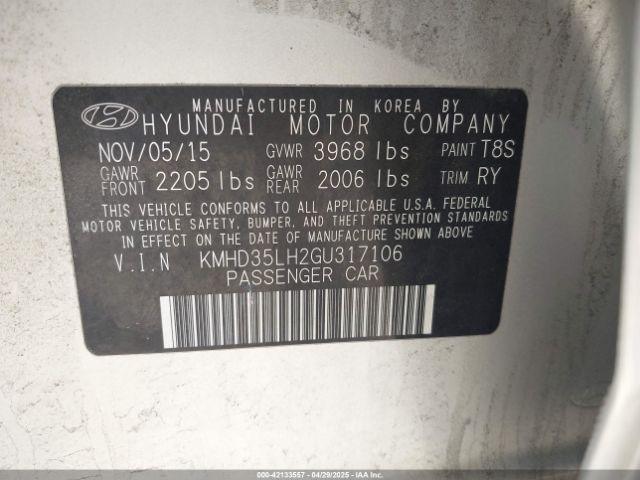 MANUFACTURED IN KOREA BY
HYUNDAI MOTOR COMPANY
NOV/05/15 GVWR 3968 lbs PAINT T8S
GAWR FRONT 2205 lbs GAWR REAR 2006 lbs TRIM RY
THIS VEHICLE CONFORMS TO ALL APPLICABLE U.S.A. FEDERAL
MOTOR VEHICLE SAFETY, BUMPER, AND THEFT PREVENTION STANDARDS
IN EFFECT ON THE DATE OF MANUFACTURE SHOWN ABOVE
V.I.N KMHD35LH2GU317106
PASSENGER CAR
000-42133557 04/29/2025 IAAI.COM